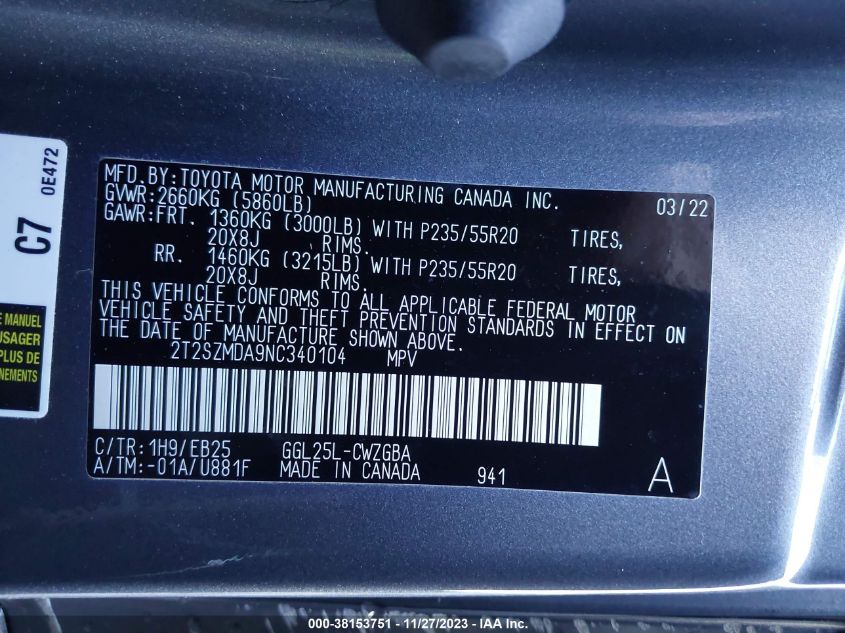 MFD.BY:TOYOTA MOTOR MANUFACTURING CANADA INC. 03/22
GVWR:2660KG (5860LB)
GAWR:FRT. 1360KG (3000LB) WITH P235/55R20 TIRES,
20X8J RIMS.
RR. 1460KG (3215LB) WITH P235/55R20 TIRES,
20X8J RIMS.
THIS VEHICLE CONFORMS TO ALL APPLICABLE FEDERAL MOTOR
VEHICLE SAFETY AND THEFT PREVENTION STANDARDS IN EFFECT ON
THE DATE OF MANUFACTURE SHOWN ABOVE.
2T2SZMDA9NC340104 MPV
C/TR:1H9/EB25 GGL25L-CWZGBA
A/TM:-01A/U881F MADE IN CANADA 941 A
C7 0E472
MANUEL
USAGER
PLUS DE
000-38153751 - 11/27/2023 - IAA Inc.